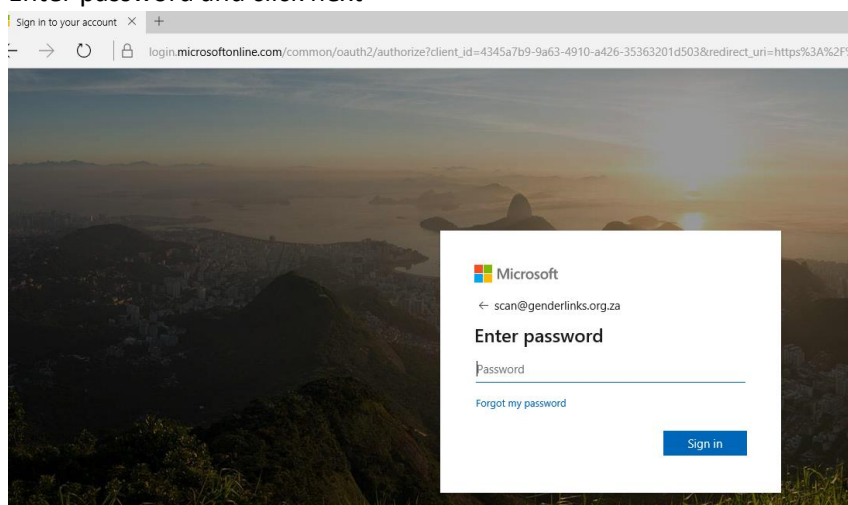 Enter password and click next
Sign in to your account
login.microsoftonline.com/common/oauth2/authorize?client_id=4345a7b9-9a63-4910-a426-35363201d503&redirect_uri=https%3A%2F
Microsoft
← scan@genderlinks.org.za
Enter password
Password
Forgot my password
Sign in